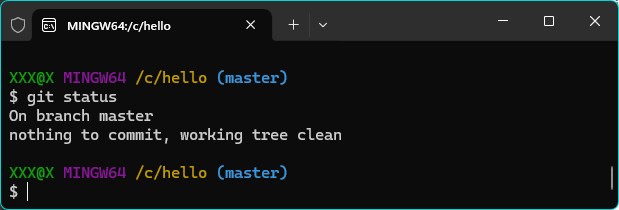 MINGW64:/c/hello
XXX@X MINGW64 /c/hello (master)
$ git status
On branch master
nothing to commit, working tree clean
XXX@X MINGW64 /c/hello (master)
$